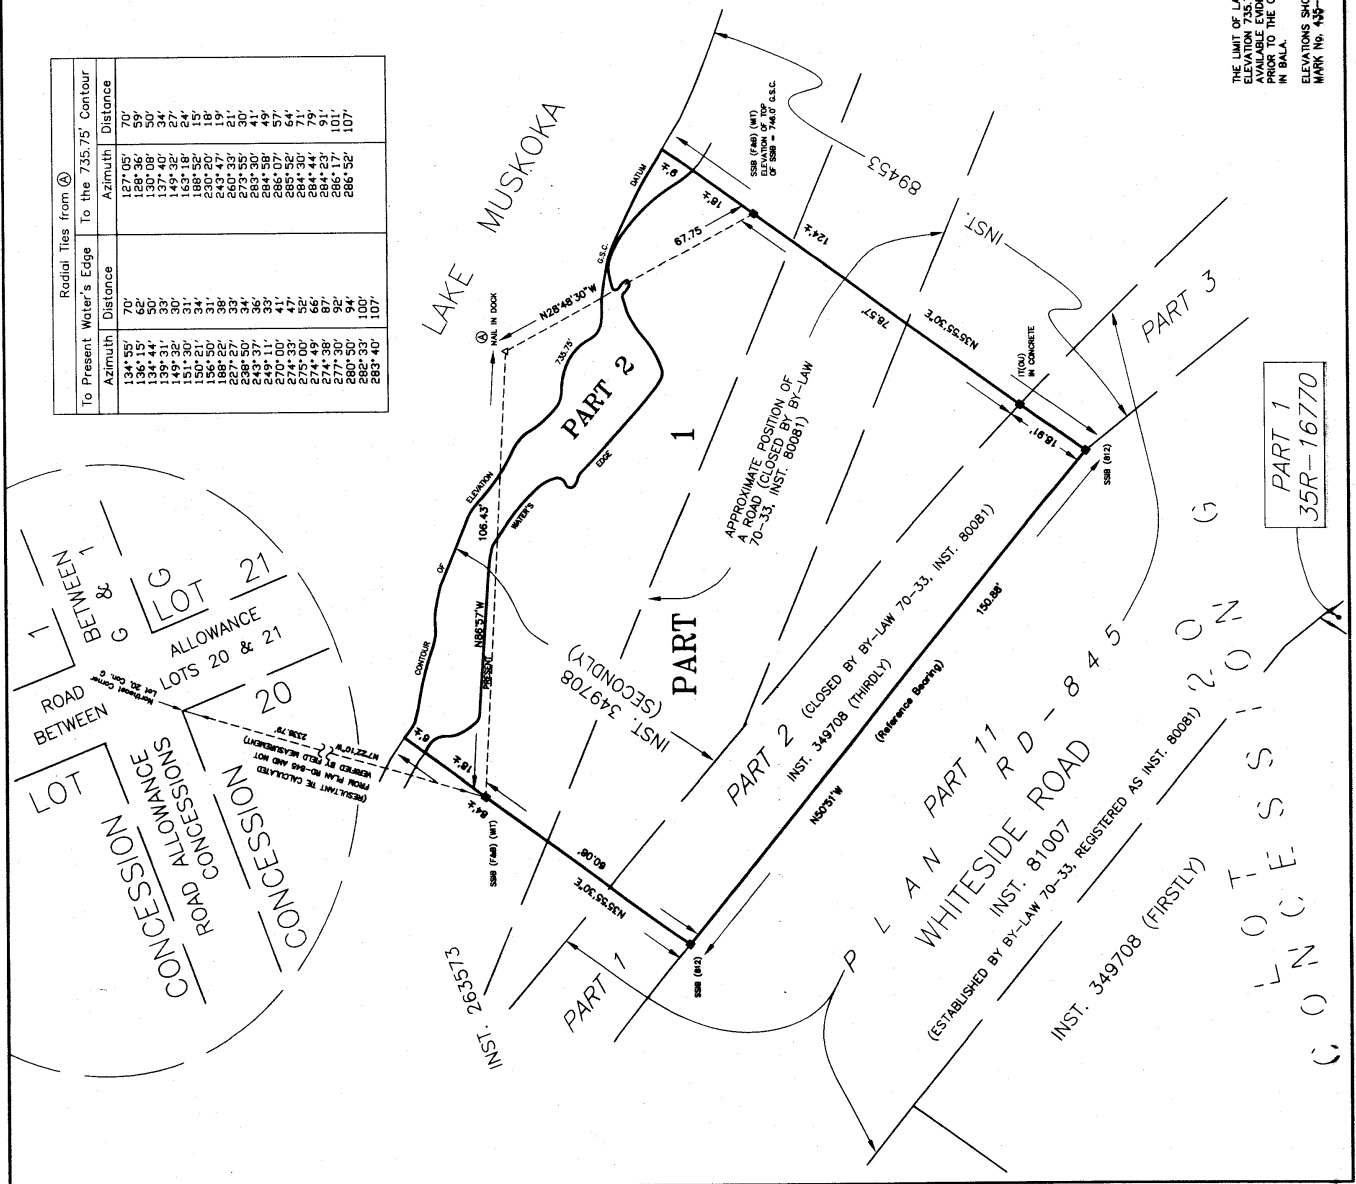 Radial Ties from Ⓐ
To Present Water's Edge To the 735.75' Contour
Azimuth Distance Azimuth Distance
134°55' 70' 127°05' 70'
136°15' 62' 128°36' 59'
134°44' 50' 130°08' 50'
139°31' 33' 137°40' 34'
149°32' 30' 149°32' 27'
151°30' 31' 163°18' 24'
150°21' 34' 188°52' 15'
156°50' 31' 230°20' 18'
188°22' 38' 243°47' 19'
227°27' 33' 260°33' 21'
238°50' 34' 273°55' 30'
243°37' 36' 283°30' 41'
249°11' 33' 284°58' 49'
270°00' 41' 286°07' 57'
274°33' 47' 285°52' 64'
275°00' 52' 284°30' 71'
274°49' 66' 284°44' 79'
274°38' 87' 284°23' 91'
277°20' 92' 286°17' 101'
280°50' 94' 286°52' 107'
282°33' 100'
283°40' 107'
THE LIMIT OF LA
ELEVATION 735.
AVAILABLE EVIDE
PRIOR TO THE
IN BALA.
ELEVATIONS SHO
MARK No. 435-
LAKE MUSKOKA
1
BETWEEN
G & 1
G
LOT 21
ROAD
BETWEEN
ALLOWANCE
LOTS 20 & 21
Northeast Corner
Lot 20, Con. G
LOT
20
CONCESSION
ROAD ALLOWANCE
CONCESSIONS
CONCESSION
N7°22'10"W 2336.79'
(RESULTANT TIE CALCULATED
FROM PLAN RD-845 AND NOT
VERIFIED BY FIELD MEASUREMENT)
CONTOUR OF ELEVATION 735.75' G.S.C. DATUM
PRESENT WATER'S EDGE
Ⓐ
NAIL IN DOCK
N28°48'30"W
67.75
N86°57'W
106.43'
PART 2
9'±
18'±
SSIB (F&B) (WIT)
ELEVATION OF TOP
OF SSIB = 746.0' G.S.C.
124'±
78.57'
N35°55'30"E
IT(OU)
IN CONCRETE
18.91'
SSIB (812)
6'±
18'±
84'±
SSIB (F&B) (WIT)
60.08'
N35°55'30"E
SSIB (812)
PART 1
INST. 349708
(SECONDLY)
APPROXIMATE POSITION OF
A ROAD (CLOSED BY BY-LAW
70-33, INST. 80081)
INST. 89453
PART 3
INST. 263573
PART 1
PART 2 (CLOSED BY BY-LAW 70-33, INST. 80081)
INST. 349708 (THIRDLY)
N50°51'W
(Reference Bearing)
150.88'
PLAN PART 11 RD-845
WHITESIDE ROAD
INST. 81007
(ESTABLISHED BY BY-LAW 70-33, REGISTERED AS INST. 80081)
INST. 349708 (FIRSTLY)
LOT 20
CONCESSION G
PART 1
35R-16770